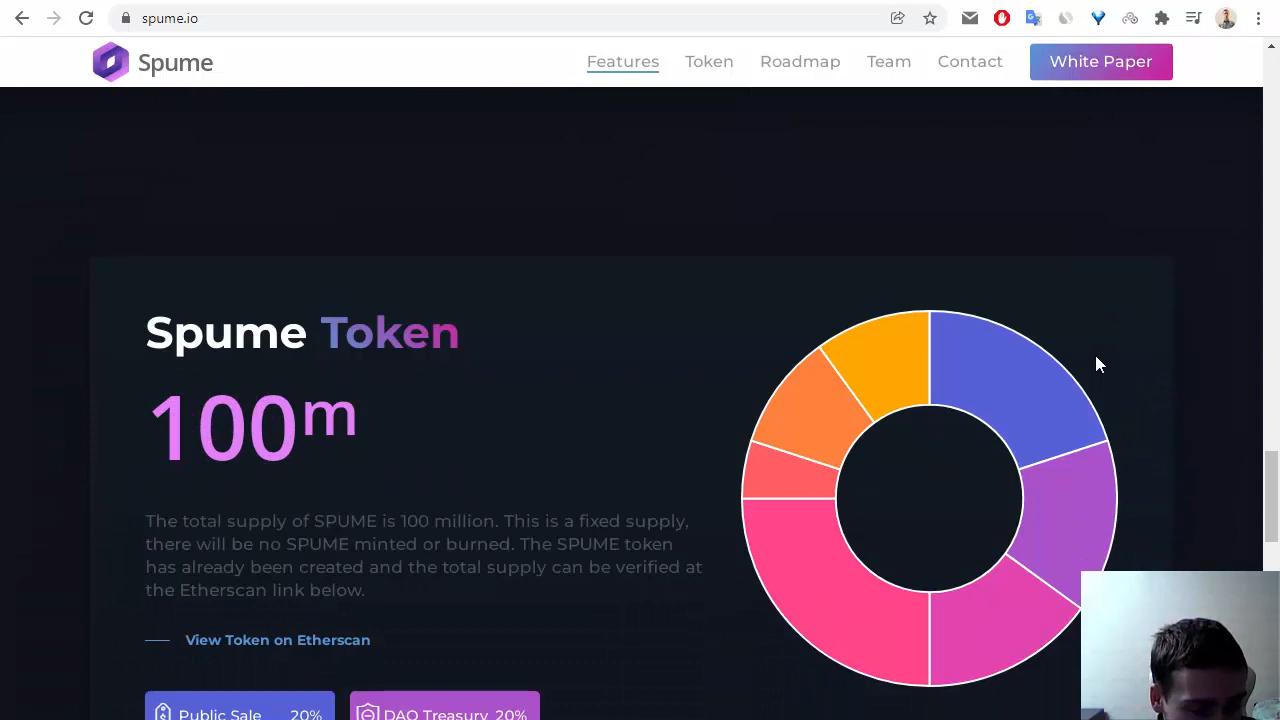 spume.io
Spume
Features
Token
Roadmap
Team
Contact
White Paper
Spume Token
100m
The total supply of SPUME is 100 million. This is a fixed supply,
there will be no SPUME minted or burned. The SPUME token
has already been created and the total supply can be verified at
the Etherscan link below.
View Token on Etherscan
Public Sale 20%
DAO Treasury 20%